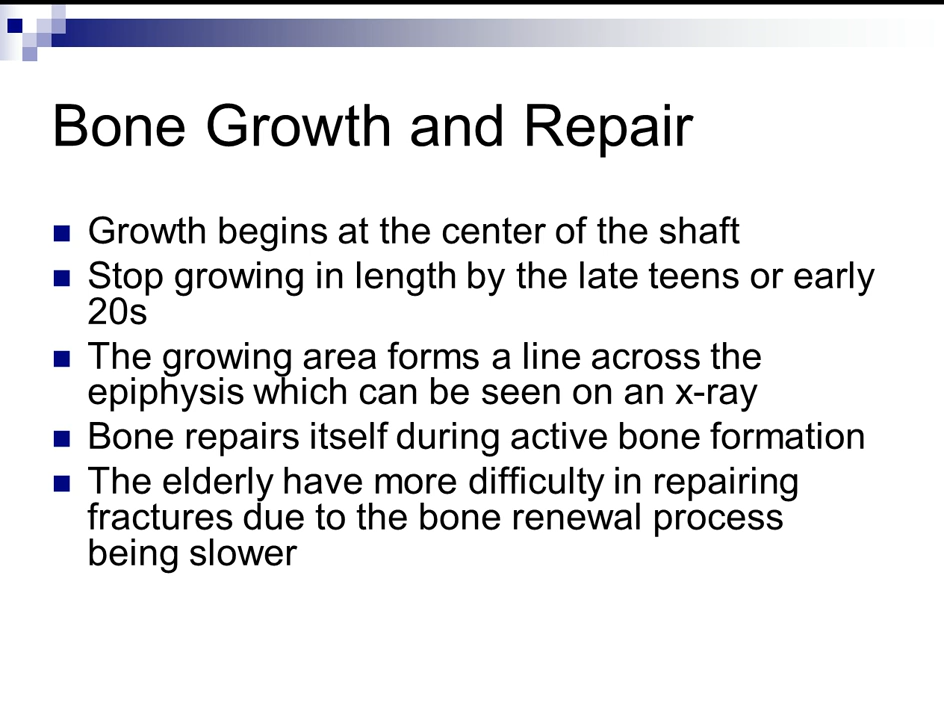 Bone Growth and Repair
Growth begins at the center of the shaft
Stop growing in length by the late teens or early
20s
The growing area forms a line across the
epiphysis which can be seen on an x-ray
Bone repairs itself during active bone formation
The elderly have more difficulty in repairing
fractures due to the bone renewal process
being slower